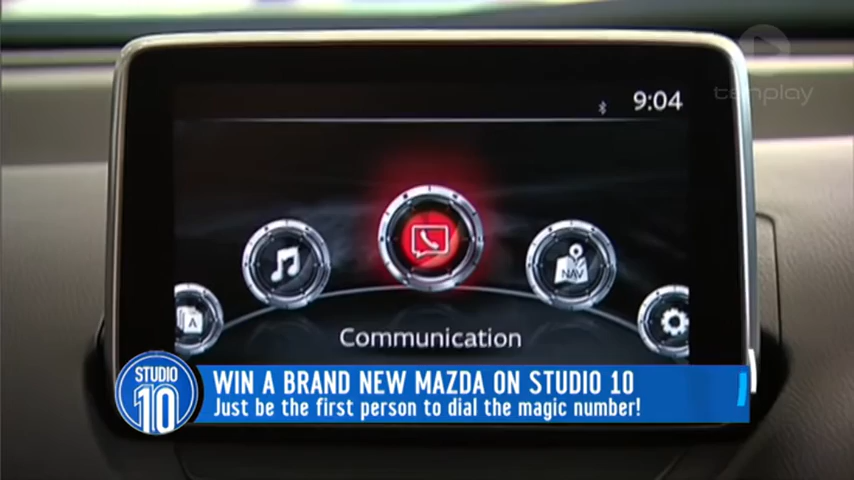 tenplay
9:04
A
NAV
Communication
STUDIO
10
WIN A BRAND NEW MAZDA ON STUDIO 10
Just be the first person to dial the magic number!